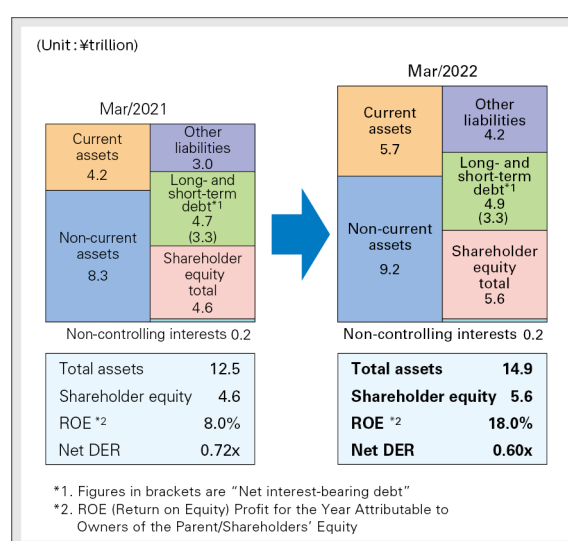 (Unit:¥trillion)
Mar/2021
Current
assets
4.2
Non-current
assets
8.3
Other
liabilities
3.0
Long- and
short-term
debt*1
4.7
(3.3)
Shareholder
equity
total
4.6
Non-controlling interests 0.2
Mar/2022
Current
assets
5.7
Non-current
assets
9.2
Other
liabilities
4.2
Long- and
short-term
debt*1
4.9
(3.3)
Shareholder
equity
total
5.6
Non-controlling interests 0.2
Total assets 12.5
Shareholder equity 4.6
ROE *2 8.0%
Net DER 0.72x
Total assets 14.9
Shareholder equity 5.6
ROE *2 18.0%
Net DER 0.60x
*1. Figures in brackets are “Net interest-bearing debt”
*2. ROE (Return on Equity) Profit for the Year Attributable to
Owners of the Parent/Shareholders’ Equity